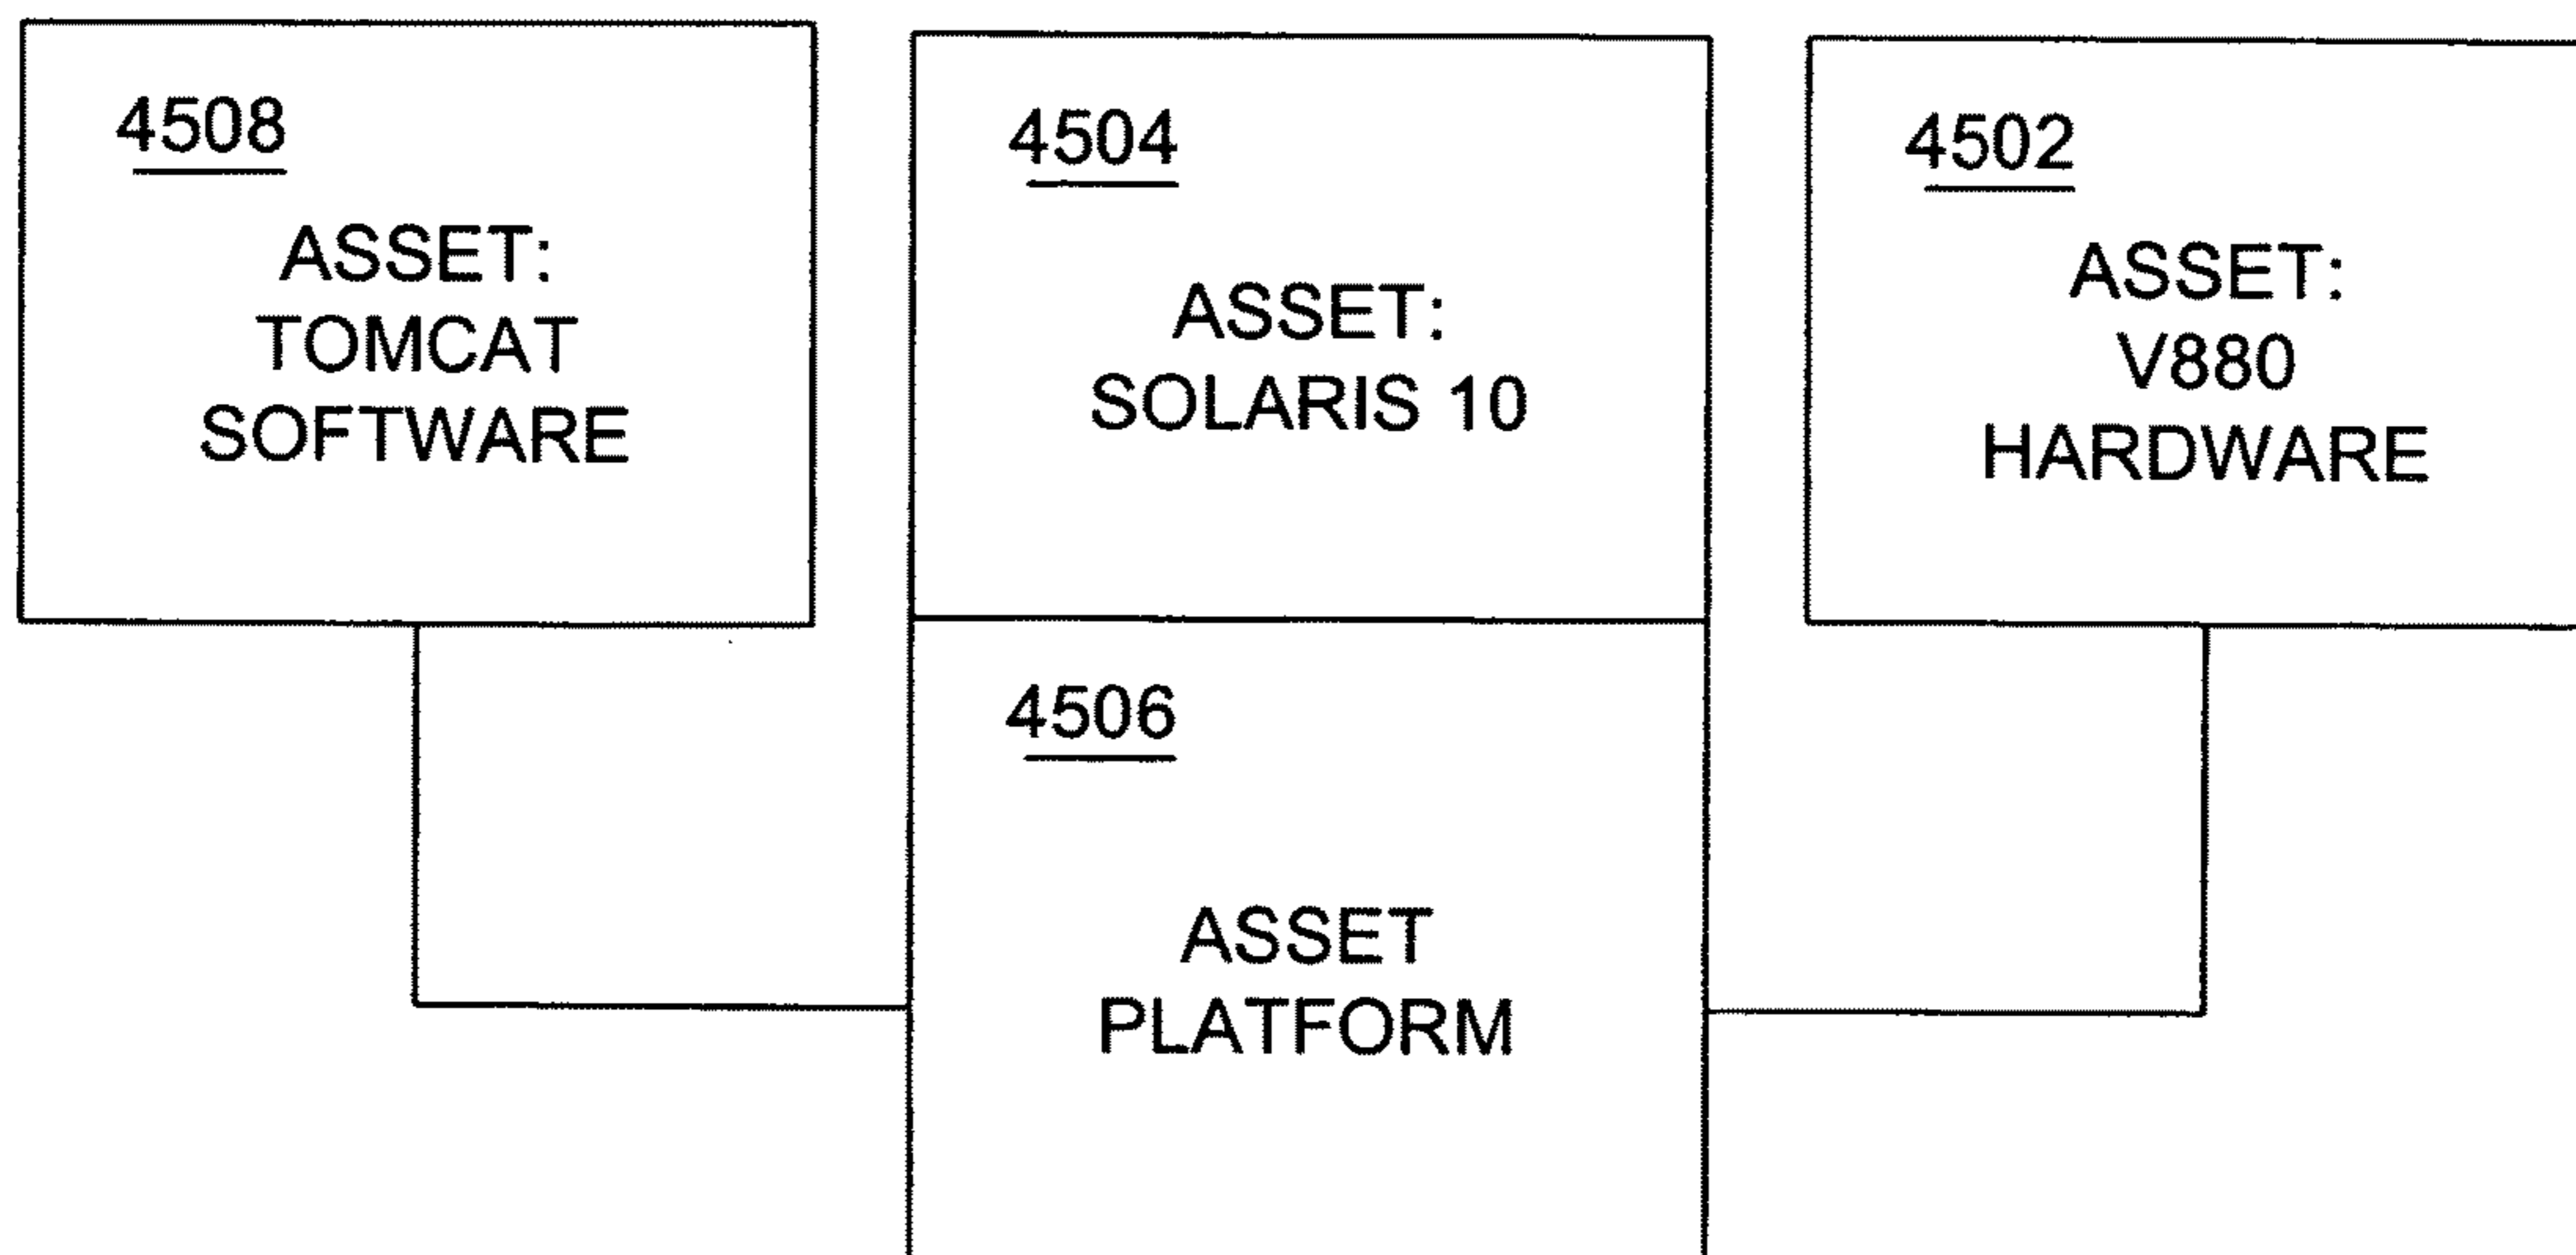 4508
ASSET:
TOMCAT
SOFTWARE
4504
ASSET:
SOLARIS 10
4502
ASSET:
V880
HARDWARE
4506
ASSET
PLATFORM